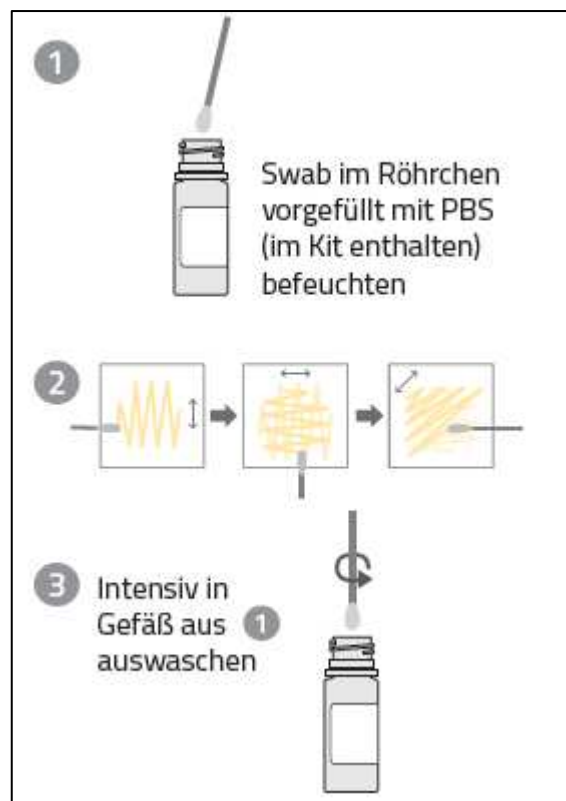 1
Swab im Röhrchen
vorgefüllt mit PBS
(im Kit enthalten)
befeuchten
2
3 Intensiv in
Gefäß aus 1
auswaschen